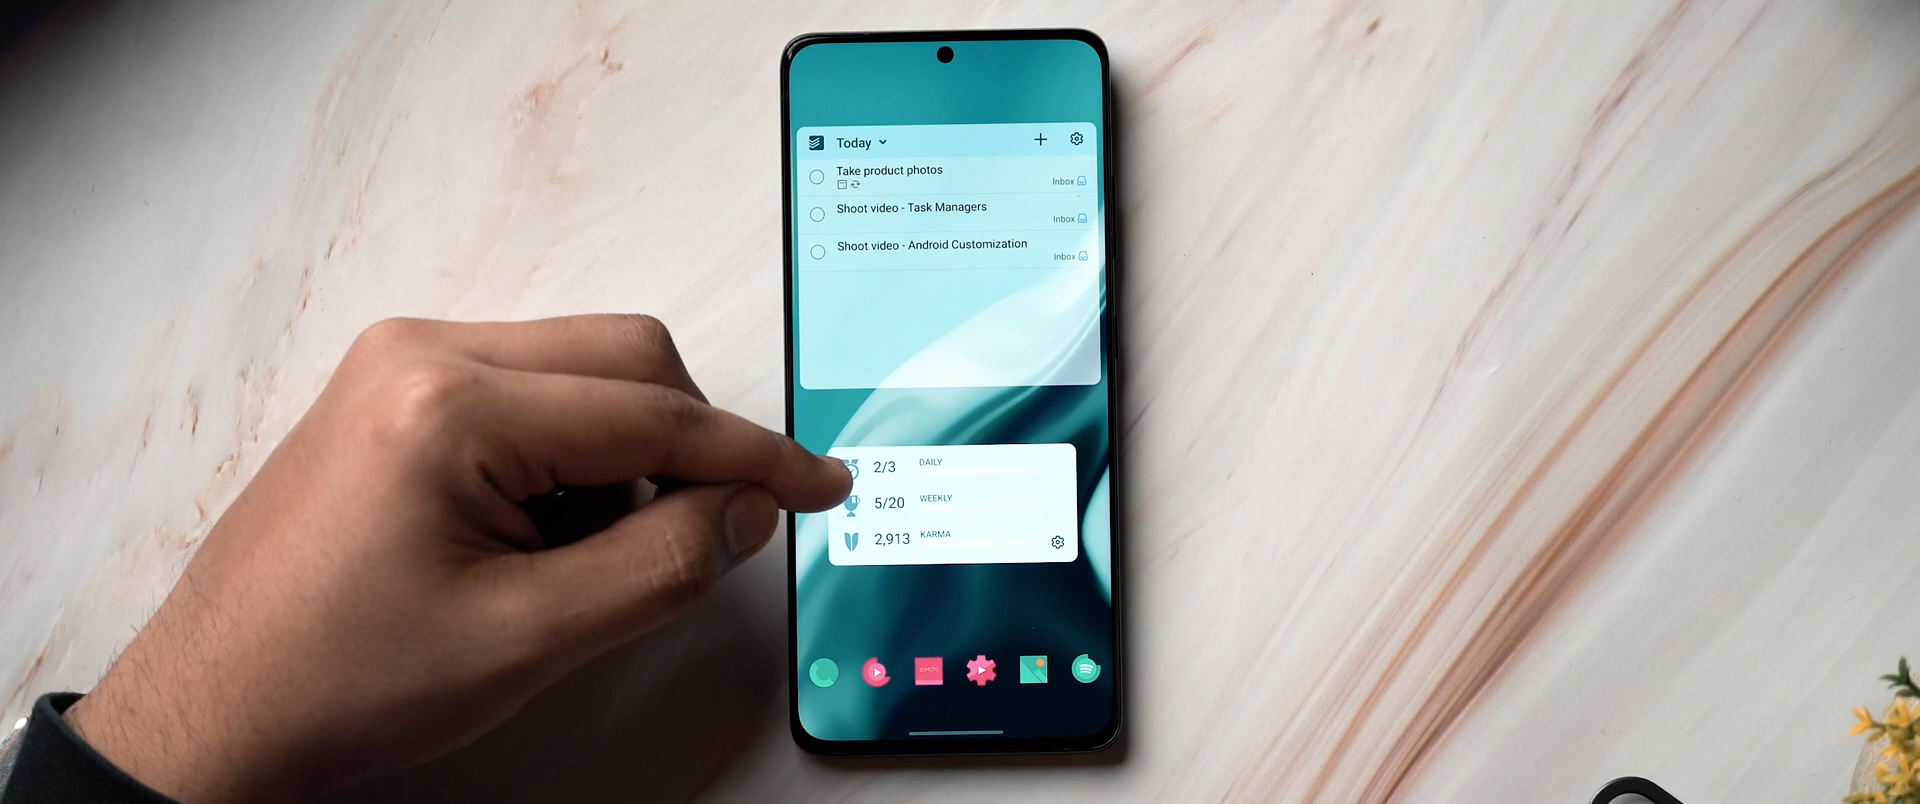 Today
Take product photos
Inbox
Shoot video - Task Managers
Inbox
Shoot video - Android Customization
Inbox
2/3 DAILY
5/20 WEEKLY
2,913 KARMA
zomato